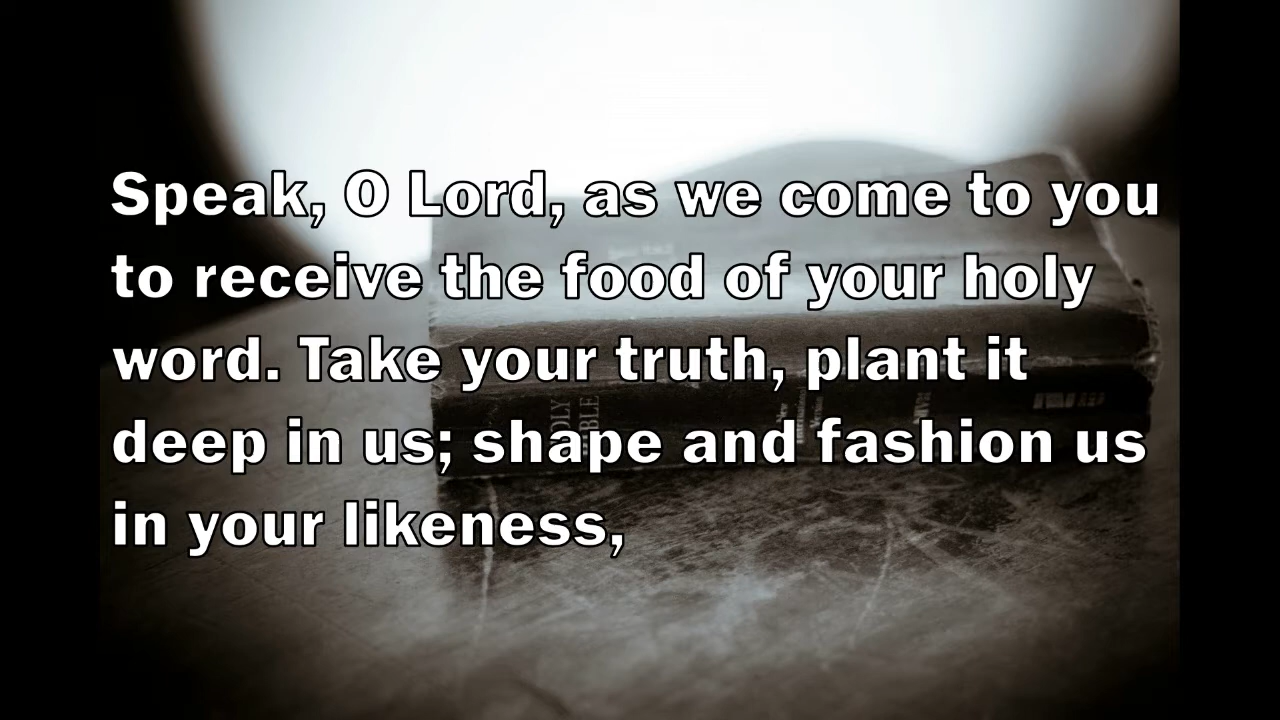 Speak, O Lord, as we come to you
to receive the food of your holy
word. Take your truth, plant it
deep in us; shape and fashion us
in your likeness,